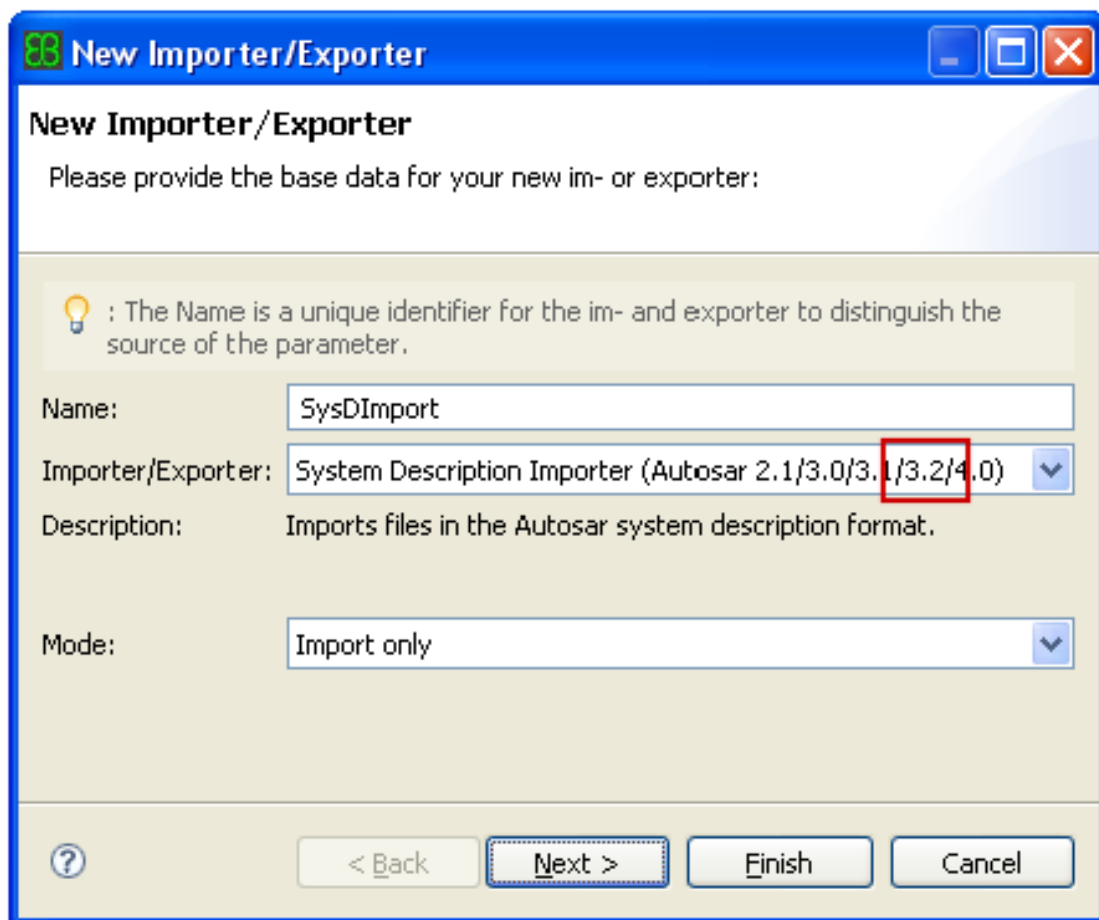 New Importer/Exporter
New Importer/Exporter
Please provide the base data for your new im- or exporter:
: The Name is a unique identifier for the im- and exporter to distinguish the
source of the parameter.
Name: SysDImport
Importer/Exporter: System Description Importer (Autosar 2.1/3.0/3.1/3.2/4.0)
Description: Imports files in the Autosar system description format.
Mode: Import only
? < Back Next > Finish Cancel